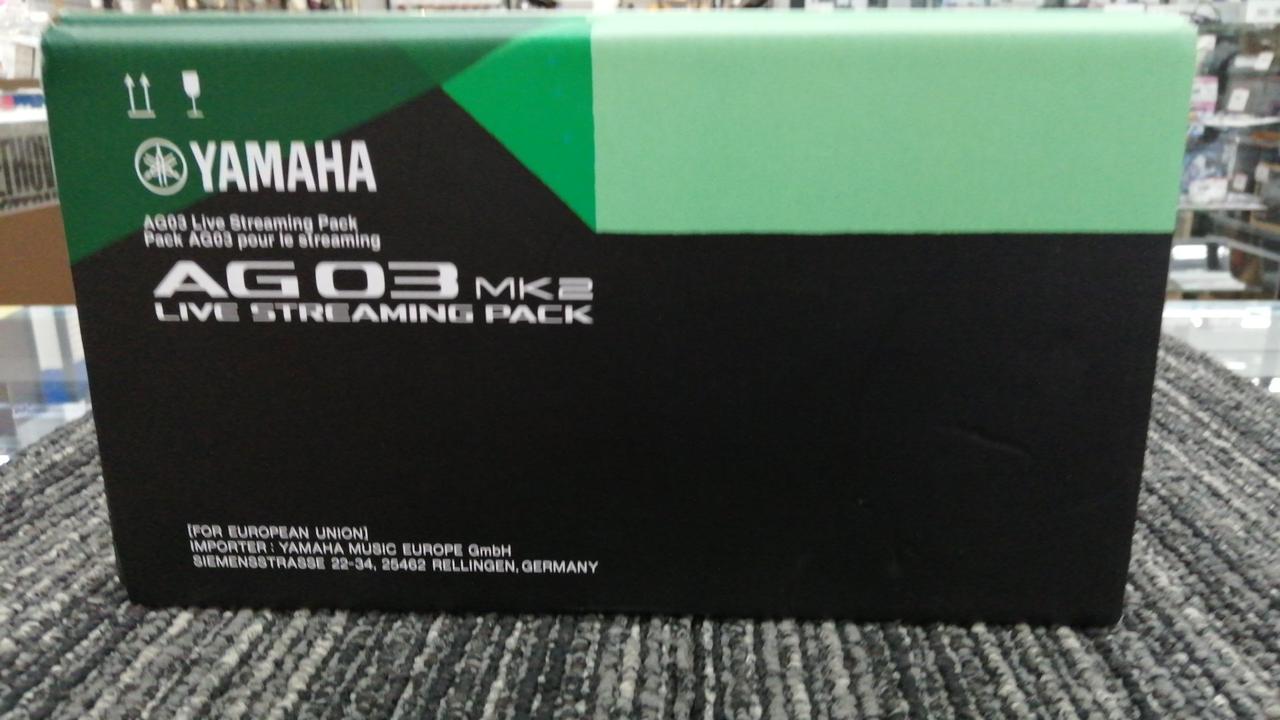 YAMAHA
AG03 Live Streaming Pack
Pack AG03 pour le streaming
AG03 MK2
LIVE STREAMING PACK
[FOR EUROPEAN UNION]
IMPORTER : YAMAHA MUSIC EUROPE GmbH
SIEMENSSTRASSE 22-34, 25462 RELLINGEN, GERMANY